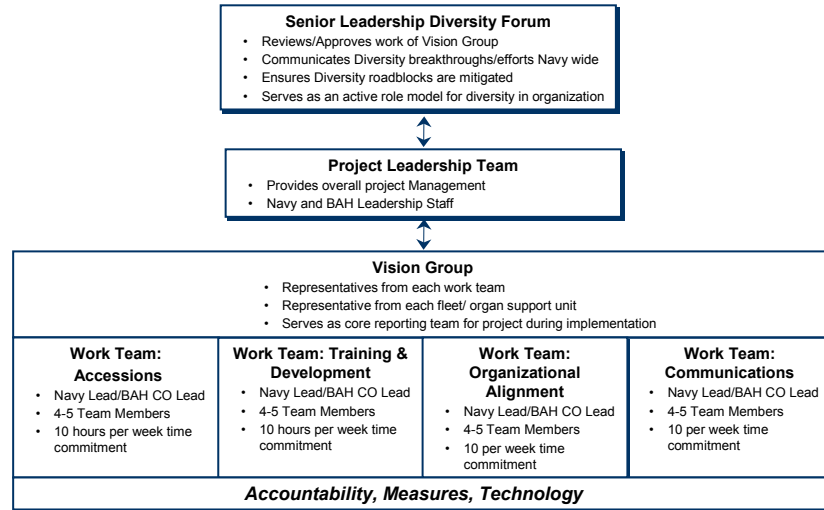 Senior Leadership Diversity Forum
• Reviews/Approves work of Vision Group
• Communicates Diversity breakthroughs/efforts Navy wide
• Ensures Diversity roadblocks are mitigated
• Serves as an active role model for diversity in organization
Project Leadership Team
• Provides overall project Management
• Navy and BAH Leadership Staff
Vision Group
• Representatives from each work team
• Representative from each fleet/ organ support unit
• Serves as core reporting team for project during implementation
Work Team:
Accessions
• Navy Lead/BAH CO Lead
• 4-5 Team Members
• 10 hours per week time
commitment
Work Team: Training &
Development
• Navy Lead/BAH CO Lead
• 4-5 Team Members
• 10 hours per week time
commitment
Work Team:
Organizational
Alignment
• Navy Lead/BAH CO Lead
• 4-5 Team Members
• 10 per week time
commitment
Work Team:
Communications
• Navy Lead/BAH CO Lead
• 4-5 Team Members
• 10 per week time
commitment
Accountability, Measures, Technology